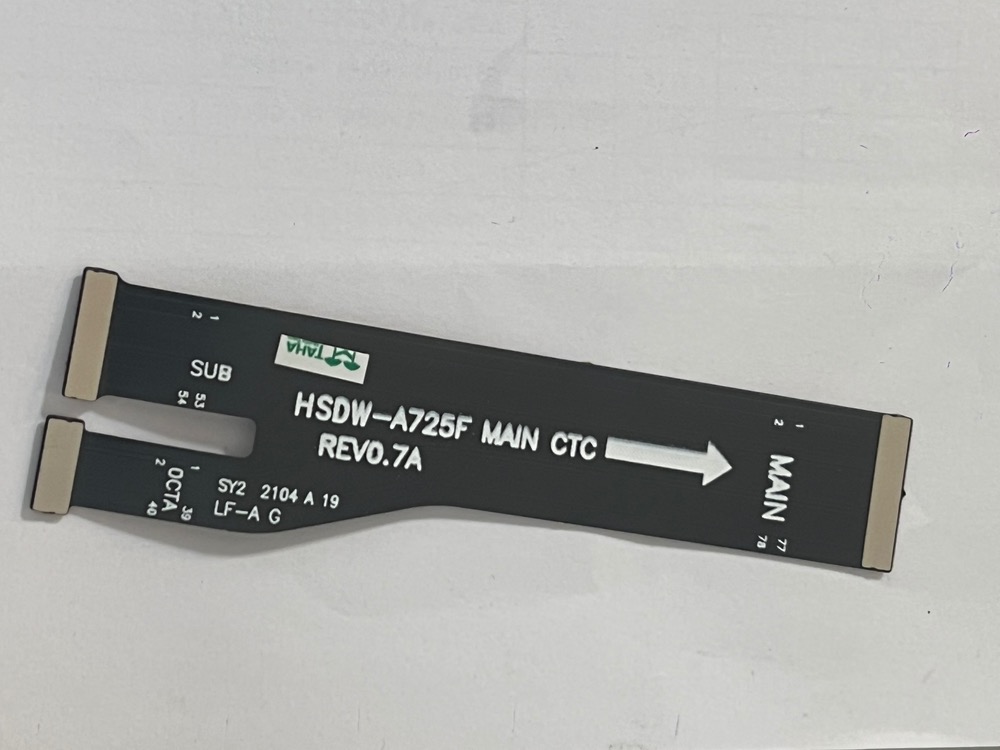 2 1
SUB
54 53
TAHA
HSDW-A725F MAIN CTC
REV0.7A
1
2
OCTA
39
40
SY2 2104 A 19
LF-A G
2 1
MAIN
77
78